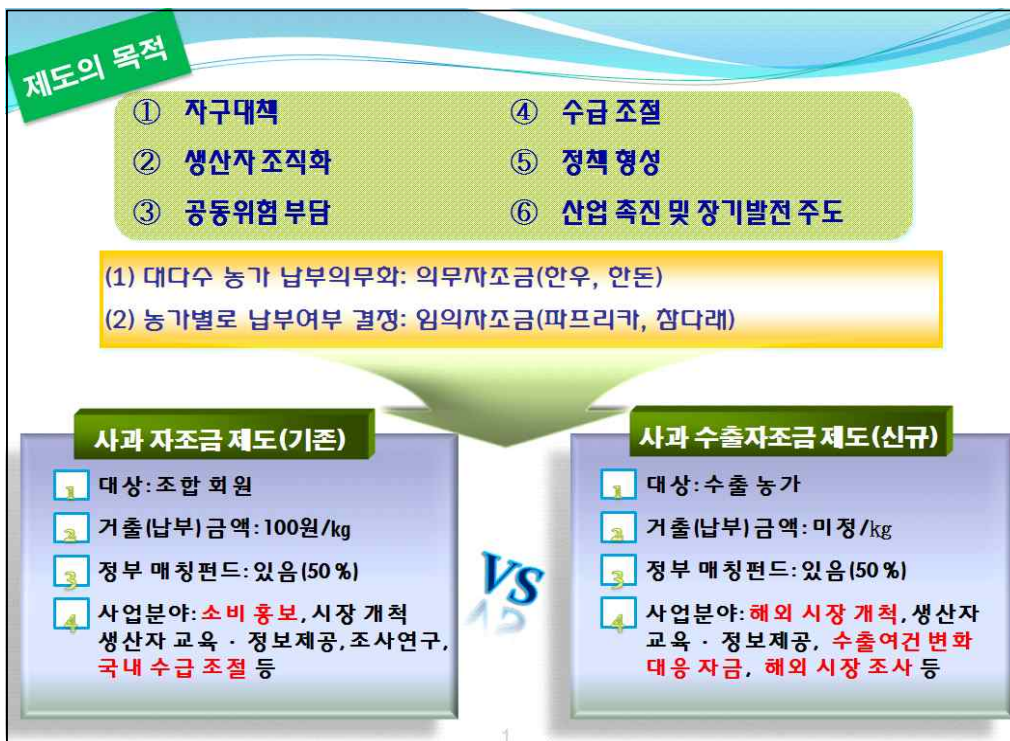 제도의 목적
① 자구대책
② 생산자 조직화
③ 공동위험 부담
④ 수급 조절
⑤ 정책 형성
⑥ 산업 촉진 및 장기발전 주도
(1) 대다수 농가 납부의무화: 의무자조금(한우, 한돈)
(2) 농가별로 납부여부 결정: 임의자조금(파프리카, 참다래)
사과 자조금 제도(기존)
1 대상:조합 회원
2 거출(납부)금액:100원/kg
3 정부 매칭펀드:있음(50%)
4 사업분야:소비 홍보,시장 개척
생산자 교육 · 정보제공,조사연구,
국내 수급 조절 등
VS
사과 수출자조금 제도(신규)
1 대상:수출 농가
2 거출(납부)금액:미정/kg
3 정부 매칭펀드:있음(50%)
4 사업분야:해외 시장 개척,생산자
교육 · 정보제공, 수출여건 변화
대응 자금, 해외 시장 조사 등
1